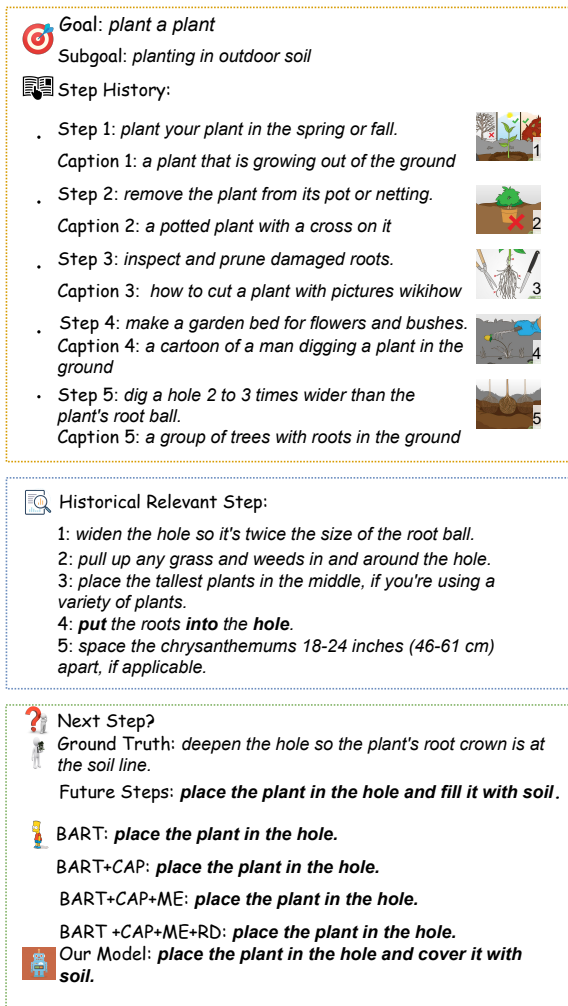 Goal: plant a plant
Subgoal: planting in outdoor soil
Step History:
Step 1: plant your plant in the spring or fall.
Caption 1: a plant that is growing out of the ground
1
Step 2: remove the plant from its pot or netting.
Caption 2: a potted plant with a cross on it
2
Step 3: inspect and prune damaged roots.
Caption 3: how to cut a plant with pictures wikihow
3
Step 4: make a garden bed for flowers and bushes.
Caption 4: a cartoon of a man digging a plant in the
ground
4
Step 5: dig a hole 2 to 3 times wider than the
plant's root ball.
Caption 5: a group of trees with roots in the ground
5
Historical Relevant Step:
1: widen the hole so it's twice the size of the root ball.
2: pull up any grass and weeds in and around the hole.
3: place the tallest plants in the middle, if you're using a
variety of plants.
4: put the roots into the hole.
5: space the chrysanthemums 18-24 inches (46-61 cm)
apart, if applicable.
Next Step?
Ground Truth: deepen the hole so the plant's root crown is at
the soil line.
Future Steps: place the plant in the hole and fill it with soil.
BART: place the plant in the hole.
BART+CAP: place the plant in the hole.
BART+CAP+ME: place the plant in the hole.
BART +CAP+ME+RD: place the plant in the hole.
Our Model: place the plant in the hole and cover it with
soil.